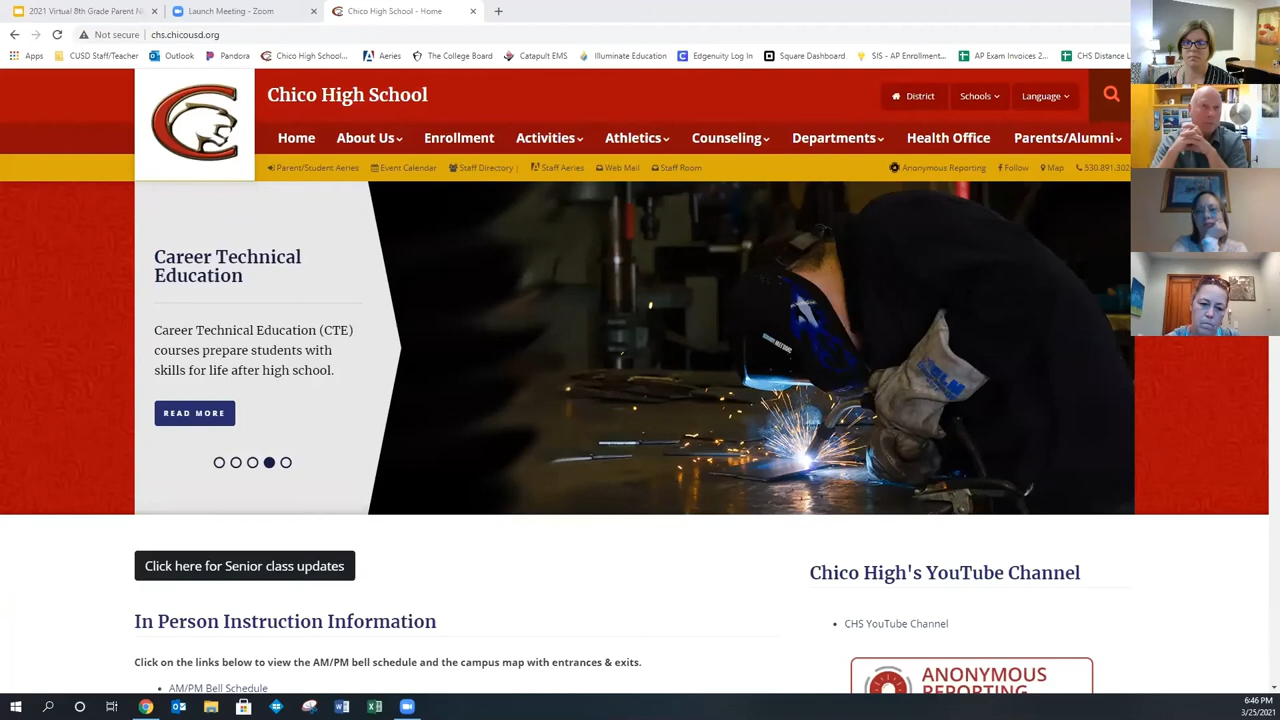 2021 Virtual 8th Grade Parent Ni
Launch Meeting - Zoom
Chico High School - Home
Not secure | chs.chicousd.org
Apps
CUSD Staff/Teacher
Outlook
Pandora
Chico High School...
Aeries
The College Board
Catapult EMS
Illuminate Education
Edgenuity Log In
Square Dashboard
SIS - AP Enrollment...
AP Exam Invoices 2...
CHS Distance L
Chico High School
District
Schools
Language
Home
About Us
Enrollment
Activities
Athletics
Counseling
Departments
Health Office
Parents/Alumni
Parent/Student Aeries
Event Calendar
Staff Directory |
Staff Aeries
Web Mail
Staff Room
Anonymous Reporting
Follow
Map
530.891.302
Career Technical
Education
Career Technical Education (CTE)
courses prepare students with
skills for life after high school.
READ MORE
Click here for Senior class updates
In Person Instruction Information
Click on the links below to view the AM/PM bell schedule and the campus map with entrances & exits.
AM/PM Bell Schedule
Chico High's YouTube Channel
CHS YouTube Channel
ANONYMOUS
REPORTING
6:46 PM
3/25/2021